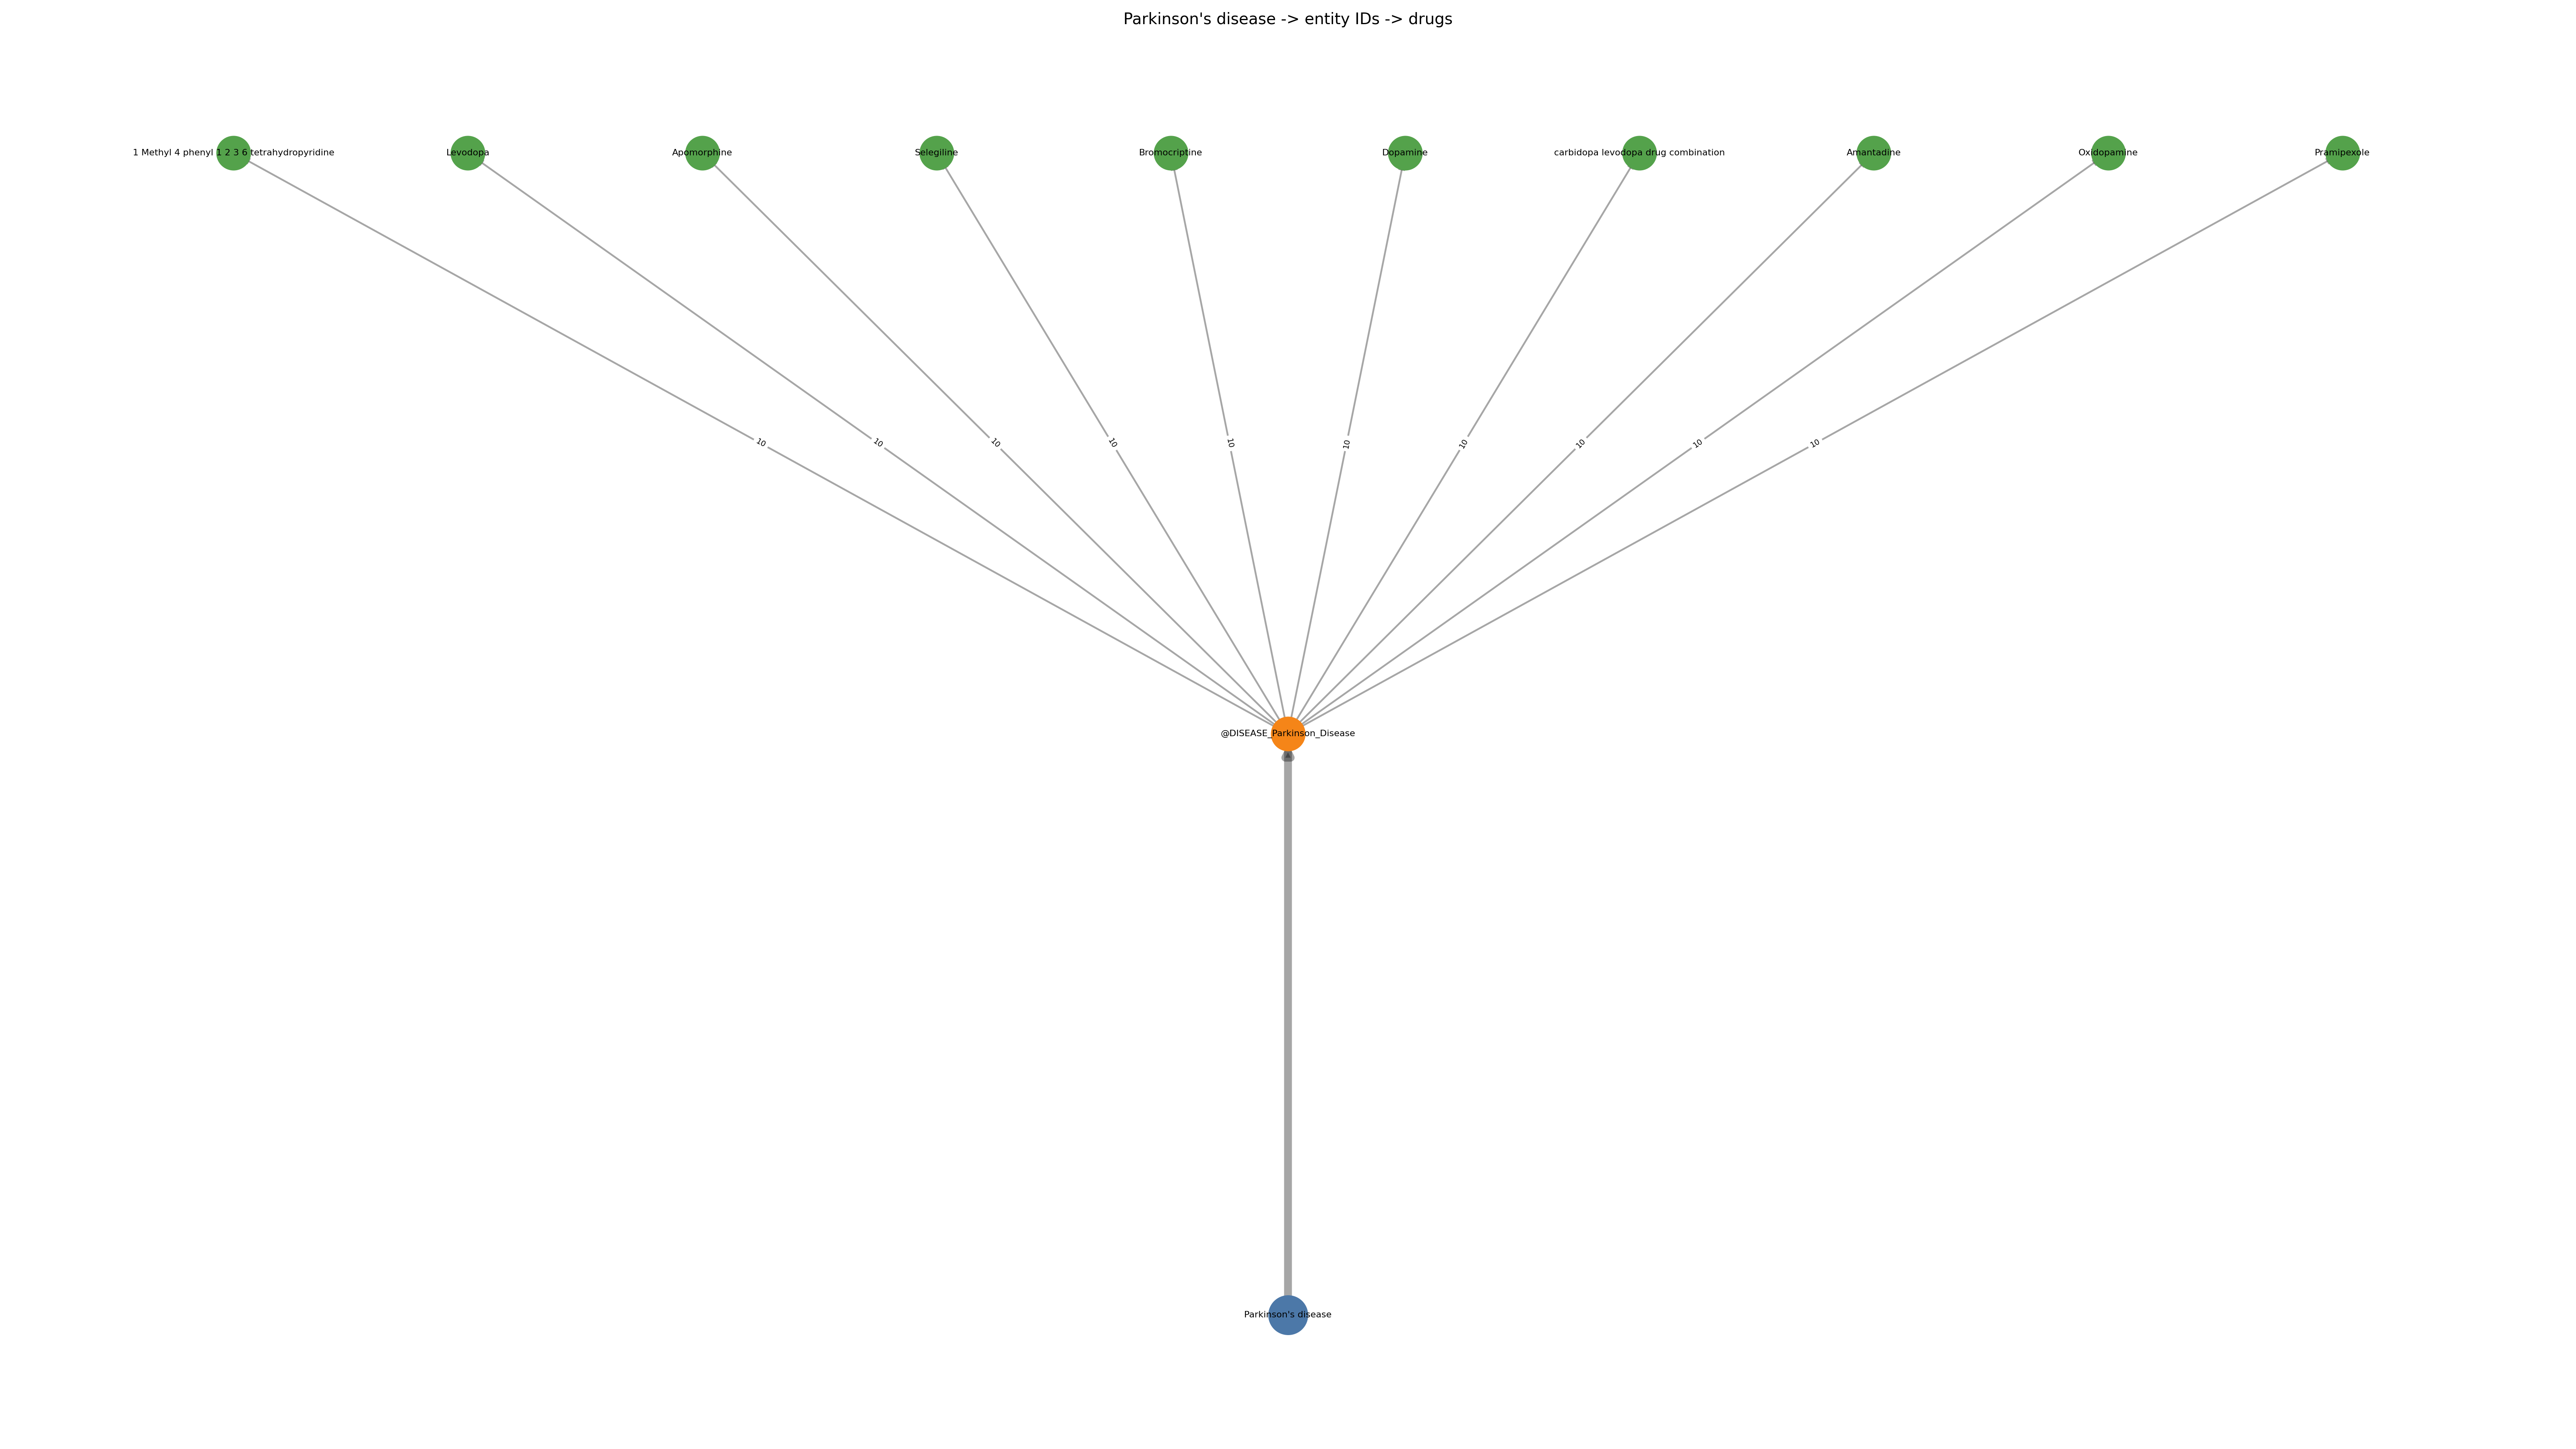 Parkinson's disease -> entity IDs -> drugs
1 Methyl 4 phenyl 1 2 3 6 tetrahydropyridine
Levodopa
Apomorphine
Selegiline
Bromocriptine
Dopamine
carbidopa levodopa drug combination
Amantadine
Oxidopamine
Pramipexole
10
10
10
10
10
10
10
10
10
10
@DISEASE_Parkinson_Disease
Parkinson's disease